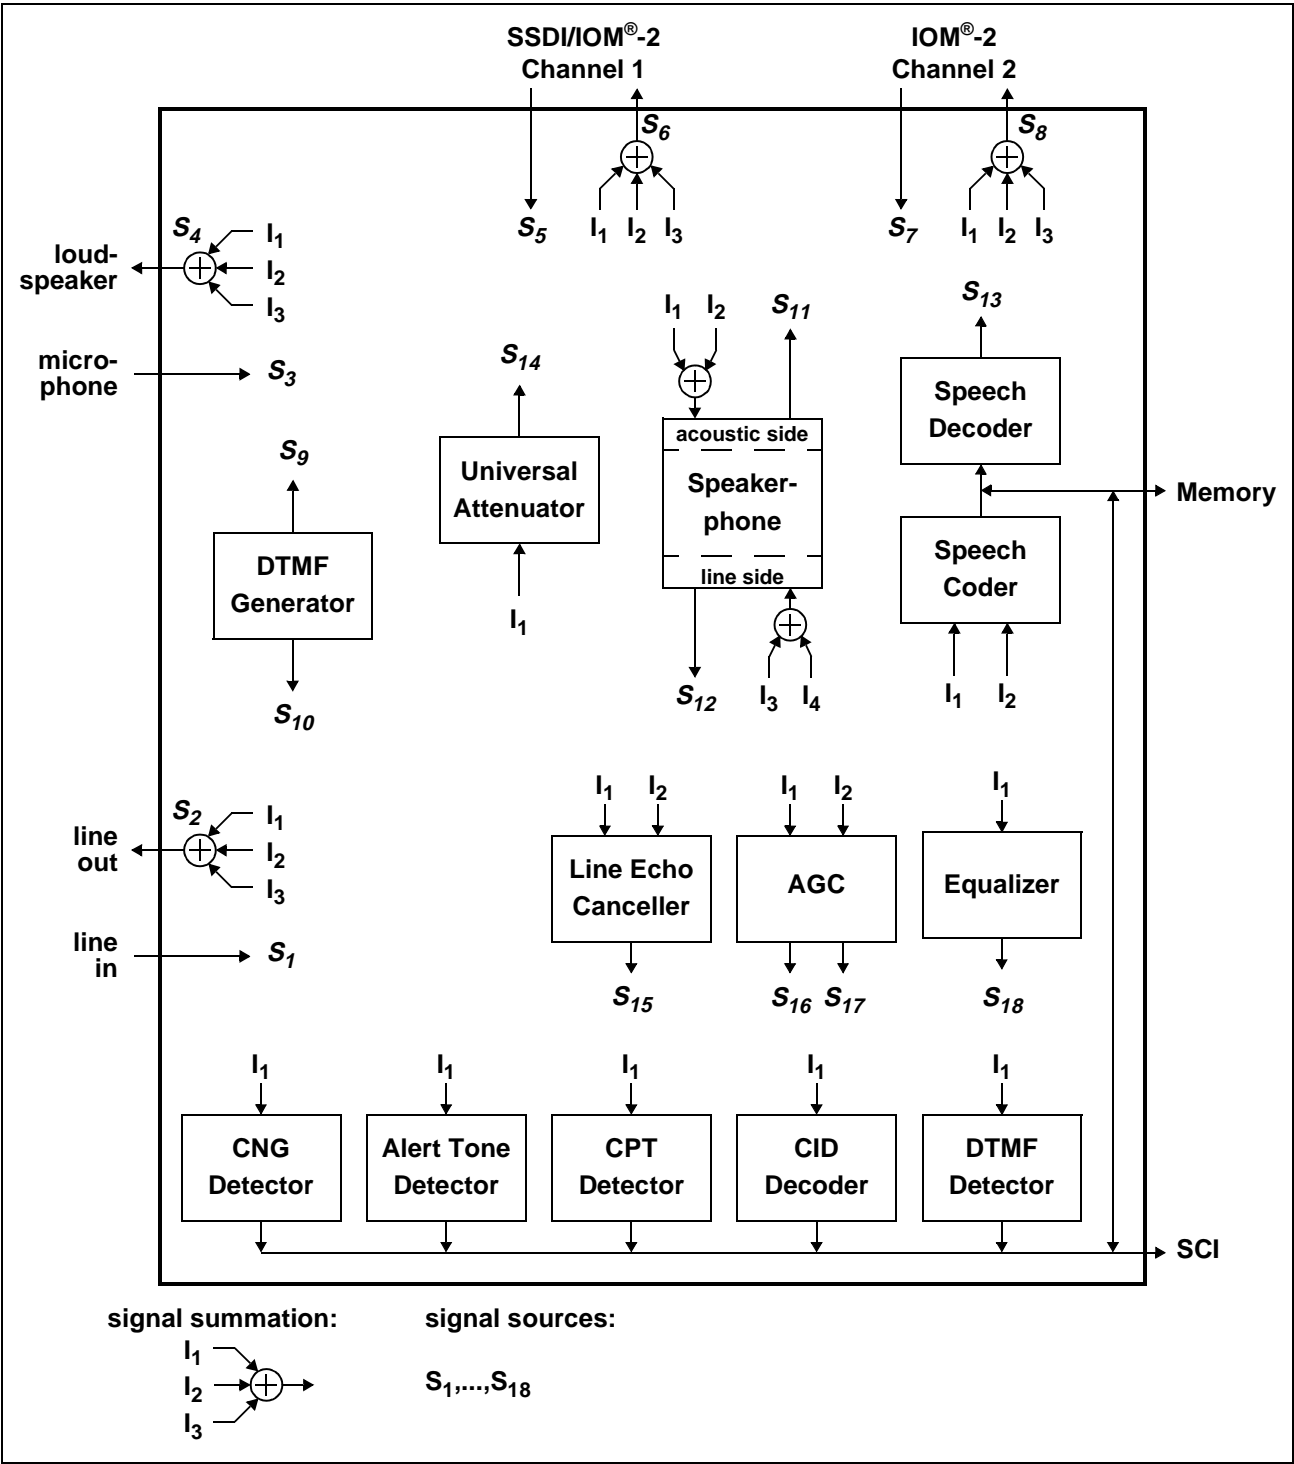 SSDI/IOM®-2
Channel 1
IOM®-2
Channel 2
S6
S8
S5
I1
I2
I3
S7
I1
I2
I3
S4
I1
I2
I3
loud-
speaker
micro-
phone
S3
S14
I1
I2
S11
S13
S9
Universal
Attenuator
I1
acoustic side
Speaker-
phone
line side
S12
I3
I4
Speech
Decoder
Memory
Speech
Coder
I1
I2
DTMF
Generator
S10
S2
I1
I2
I3
line
out
line
in
S1
I1
I2
Line Echo
Canceller
S15
I1
I2
AGC
S16
S17
I1
Equalizer
S18
I1
CNG
Detector
I1
Alert Tone
Detector
I1
CPT
Detector
I1
CID
Decoder
I1
DTMF
Detector
SCI
signal summation:
I1
I2
I3
signal sources:
S1,...,S18